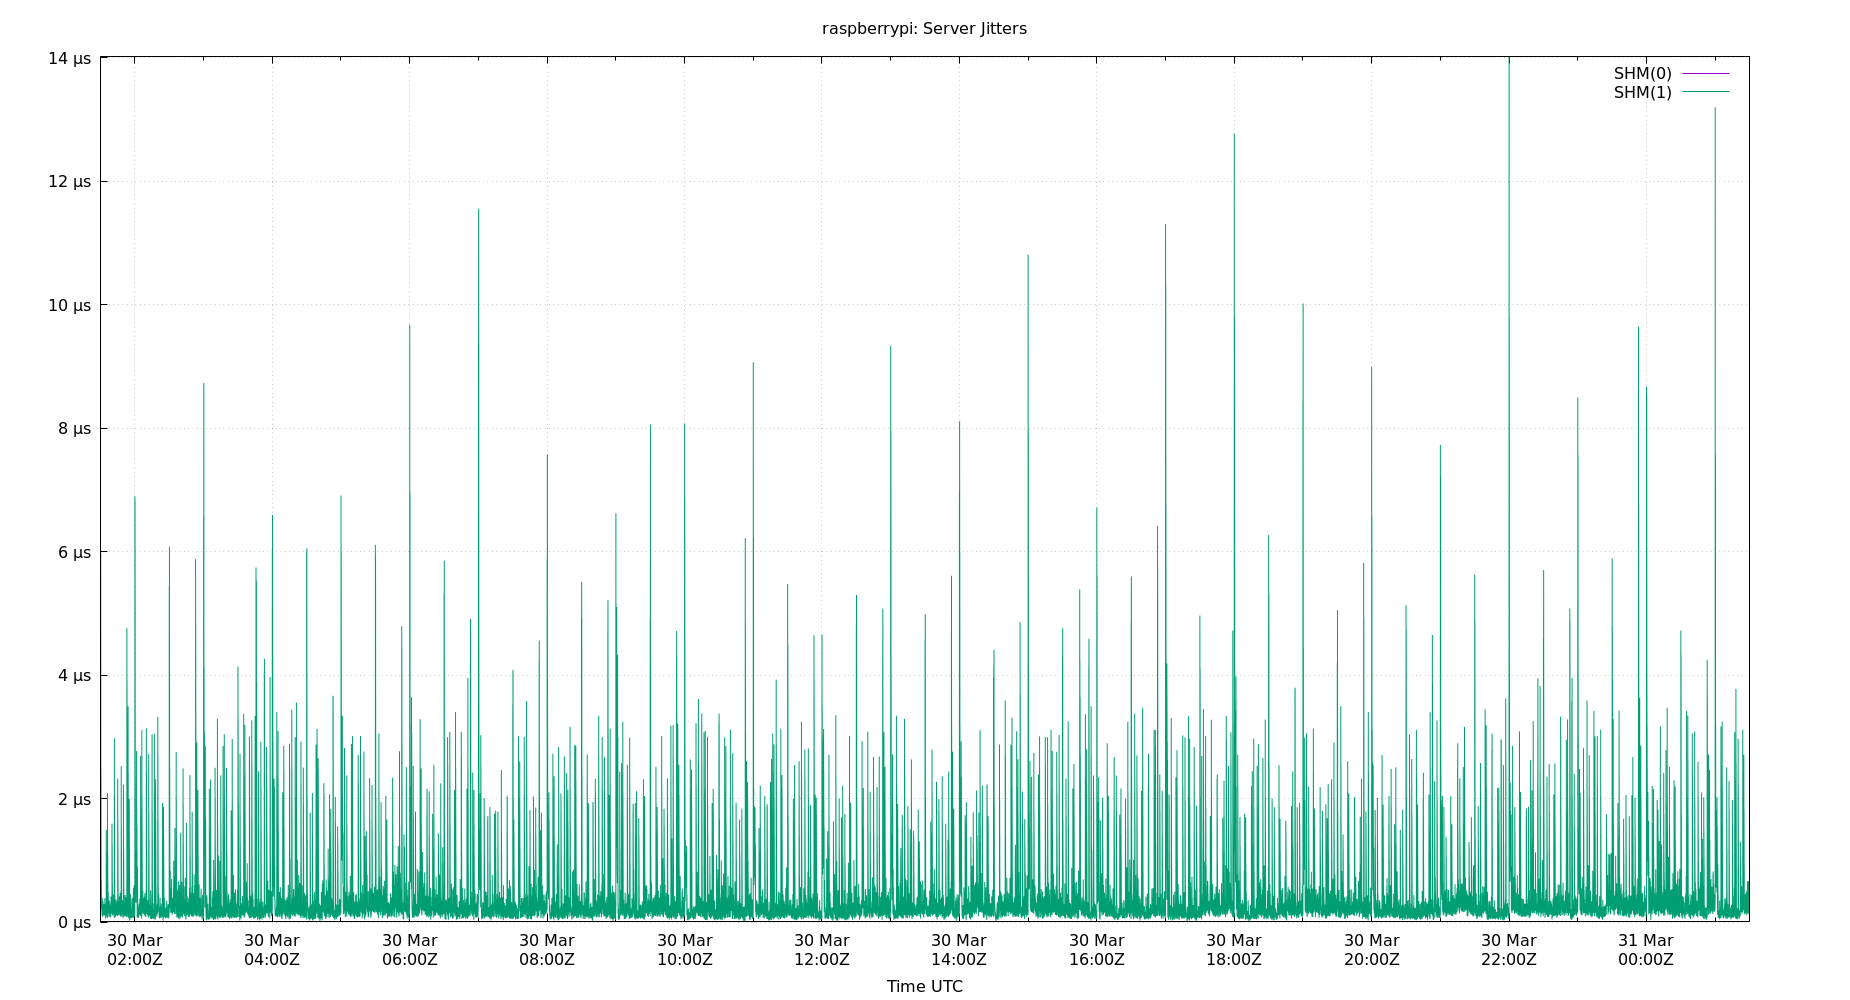 raspberrypi: Server Jitters
14 µs
12 µs
10 µs
8 µs
6 µs
4 µs
2 µs
0 µs
SHM(0)
SHM(1)
30 Mar 30 Mar 30 Mar 30 Mar 30 Mar 30 Mar 30 Mar 30 Mar 30 Mar 30 Mar 30 Mar 31 Mar
02:00Z 04:00Z 06:00Z 08:00Z 10:00Z 12:00Z 14:00Z 16:00Z 18:00Z 20:00Z 22:00Z 00:00Z
Time UTC